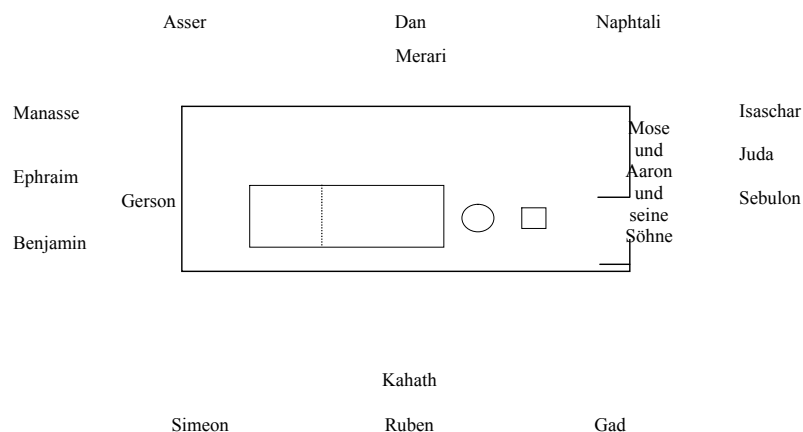 Asser Dan Naphtali
Merari
Manasse
Ephraim
Benjamin
Gerson
Mose
und
Aaron
und
seine
Söhne
Isaschar
Juda
Sebulon
Kahath
Simeon Ruben Gad